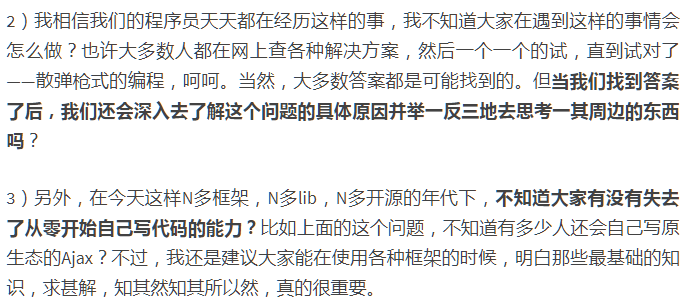 2）我相信我们的程序员天天都在经历这样的事，我不知道大家在遇到这样的事情会
怎么做？也许大多数人都在网上查各种解决方案，然后一个一个的试，直到试对了
——散弹枪式的编程，呵呵。当然，大多数答案都是可能找到的。但当我们找到答案
了后，我们还会深入去了解这个问题的具体原因并举一反三地去思考一其周边的东西
吗？
3）另外，在今天这样N多框架，N多lib，N多开源的年代下，不知道大家有没有失去
了从零开始自己写代码的能力？比如上面的这个问题，不知道有多少人还会自己写原
生态的Ajax？不过，我还是建议大家能在使用各种框架的时候，明白那些最基础的知
识，求甚解，知其然知其所以然，真的很重要。